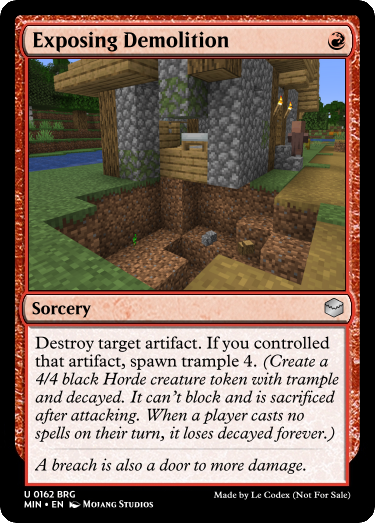 Exposing Demolition
Sorcery
Destroy target artifact. If you controlled
that artifact, spawn trample 4. (Create a
4/4 black Horde creature token with trample
and decayed. It can't block and is sacrificed
after attacking. When a player casts no
spells on their turn, it loses decayed forever.)
A breach is also a door to more damage.
U 0162 BRG
MIN • EN Mojang Studios
Made by Le Codex (Not For Sale)